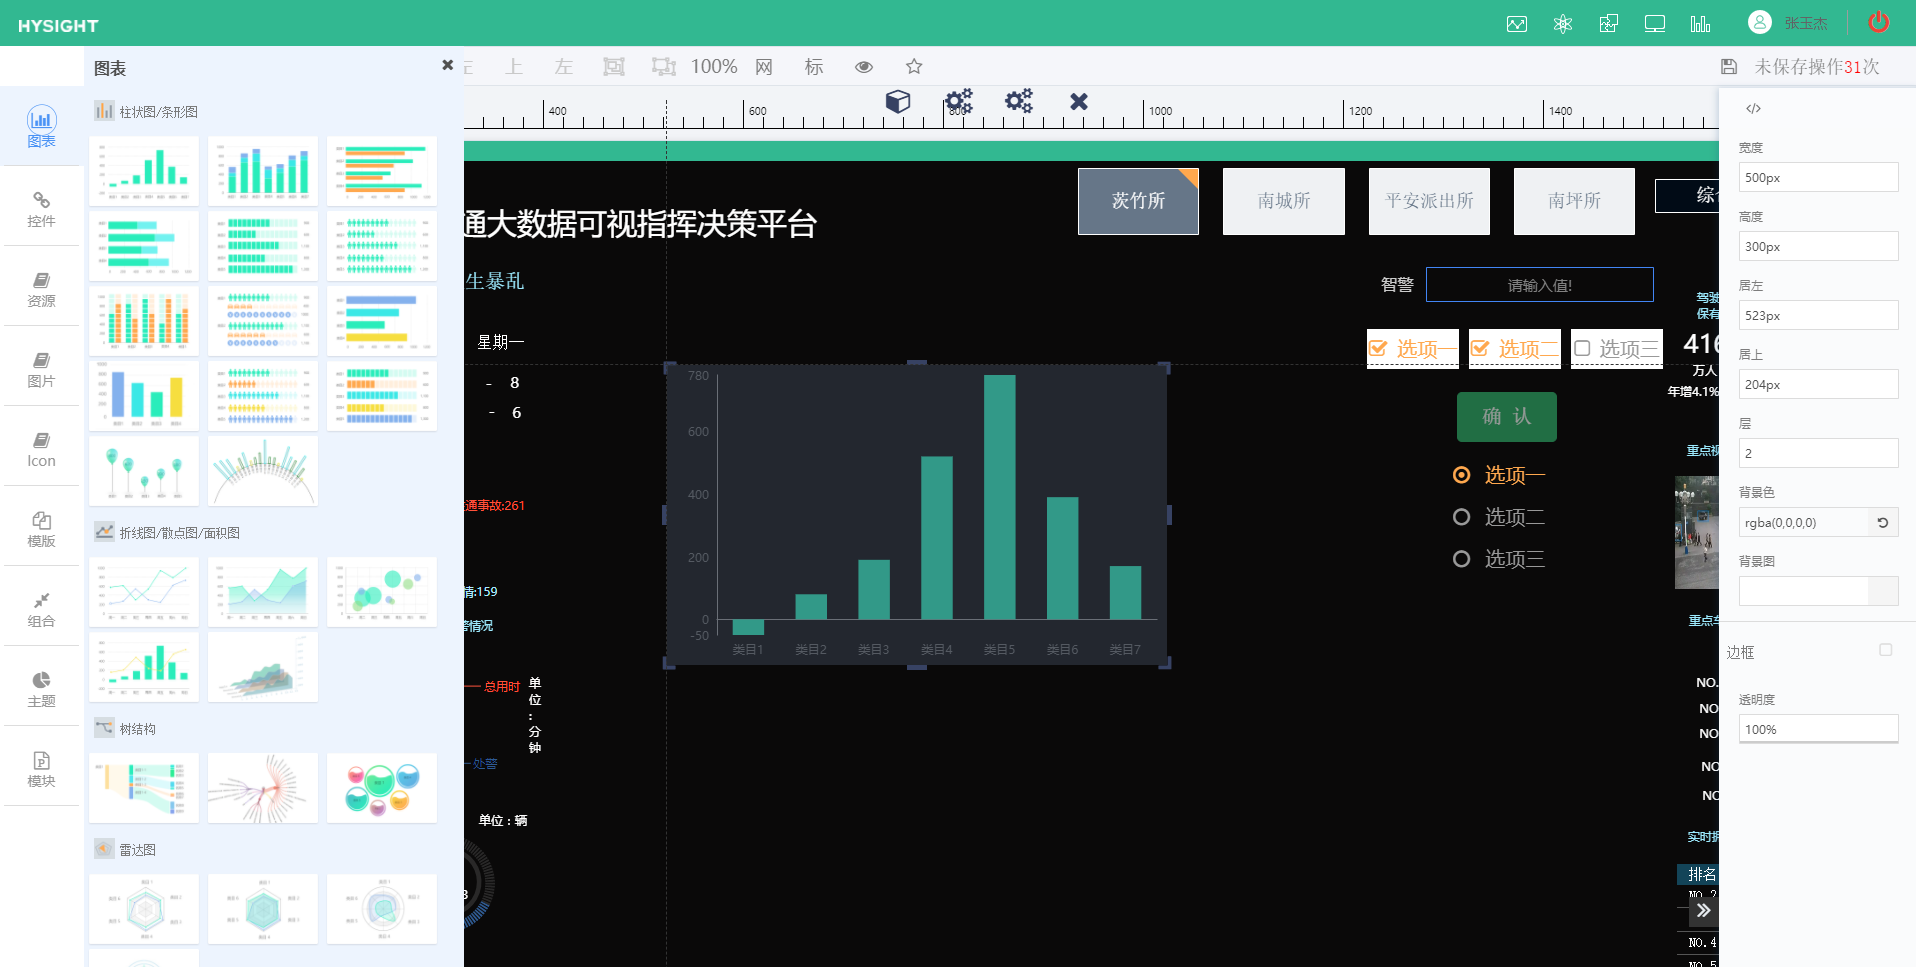 HYSIGHT
张玉杰
图表
左
上
左
100%
网
标
未保存操作31次
图表
控件
资源
图片
Icon
模版
组合
主题
模块
柱状图/条形图
折线图/散点图/面积图
树结构
雷达图
400
600
800
1000
1200
1400
通大数据可视指挥决策平台
茨竹所
南城所
平安派出所
南坪所
综
生暴乱
智警
请输入值!
星期一
选项一
选项二
选项三
- 8
- 6
驾驶
保有
416
万人
年增4.1%
780
600
400
200
0
-50
类目1
类目2
类目3
类目4
类目5
类目6
类目7
确 认
选项一
选项二
选项三
重点视
通事故:261
情:159
警情况
重点车
总用时
单位:分钟
处警
单位：辆
NO.
NO
NO
NO
NO
实时拥
排名
NO.2
NO.4
NO.5
3
宽度
500px
高度
300px
居左
523px
居上
204px
层
2
背景色
rgba(0,0,0,0)
背景图
边框
透明度
100%